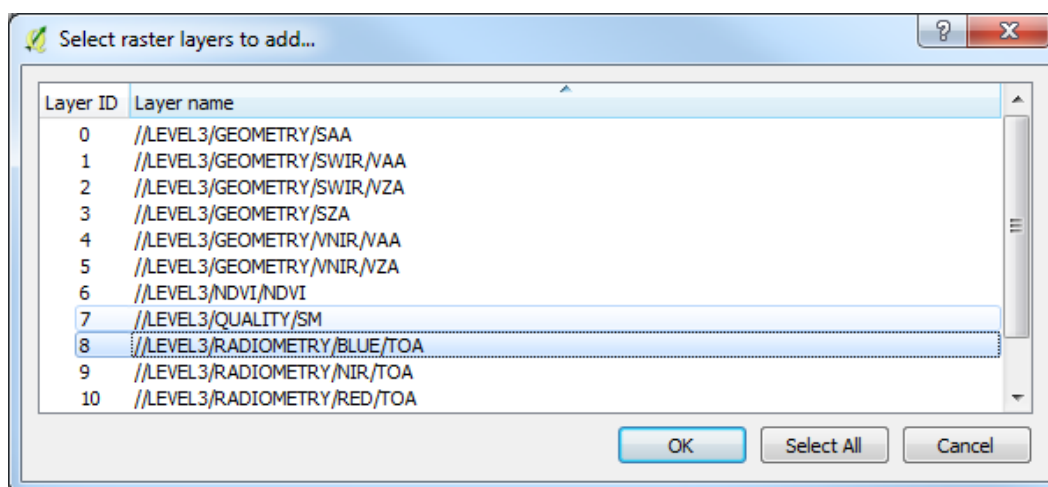 Select raster layers to add...
Layer ID Layer name
0 //LEVEL3/GEOMETRY/SAA
1 //LEVEL3/GEOMETRY/SWIR/VAA
2 //LEVEL3/GEOMETRY/SWIR/VZA
3 //LEVEL3/GEOMETRY/SZA
4 //LEVEL3/GEOMETRY/VNIR/VAA
5 //LEVEL3/GEOMETRY/VNIR/VZA
6 //LEVEL3/NDVI/NDVI
7 //LEVEL3/QUALITY/SM
8 //LEVEL3/RADIOMETRY/BLUE/TOA
9 //LEVEL3/RADIOMETRY/NIR/TOA
10 //LEVEL3/RADIOMETRY/RED/TOA
OK Select All Cancel